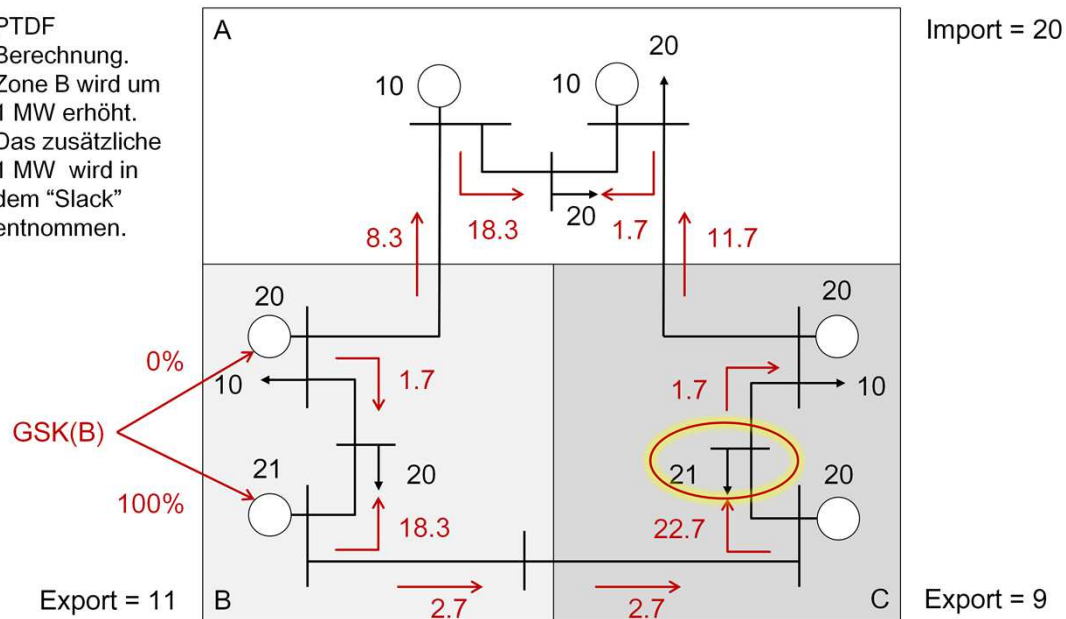 PTDF
Berechnung.
Zone B wird um
1 MW erhöht.
Das zusätzliche
1 MW wird in
dem “Slack”
entnommen.
A
Import = 20
20
10
10
20
8.3
18.3
1.7
11.7
20
20
0%
10
1.7
1.7
10
GSK(B)
21
20
21
20
100%
18.3
22.7
Export = 11
B
2.7
2.7
C
Export = 9